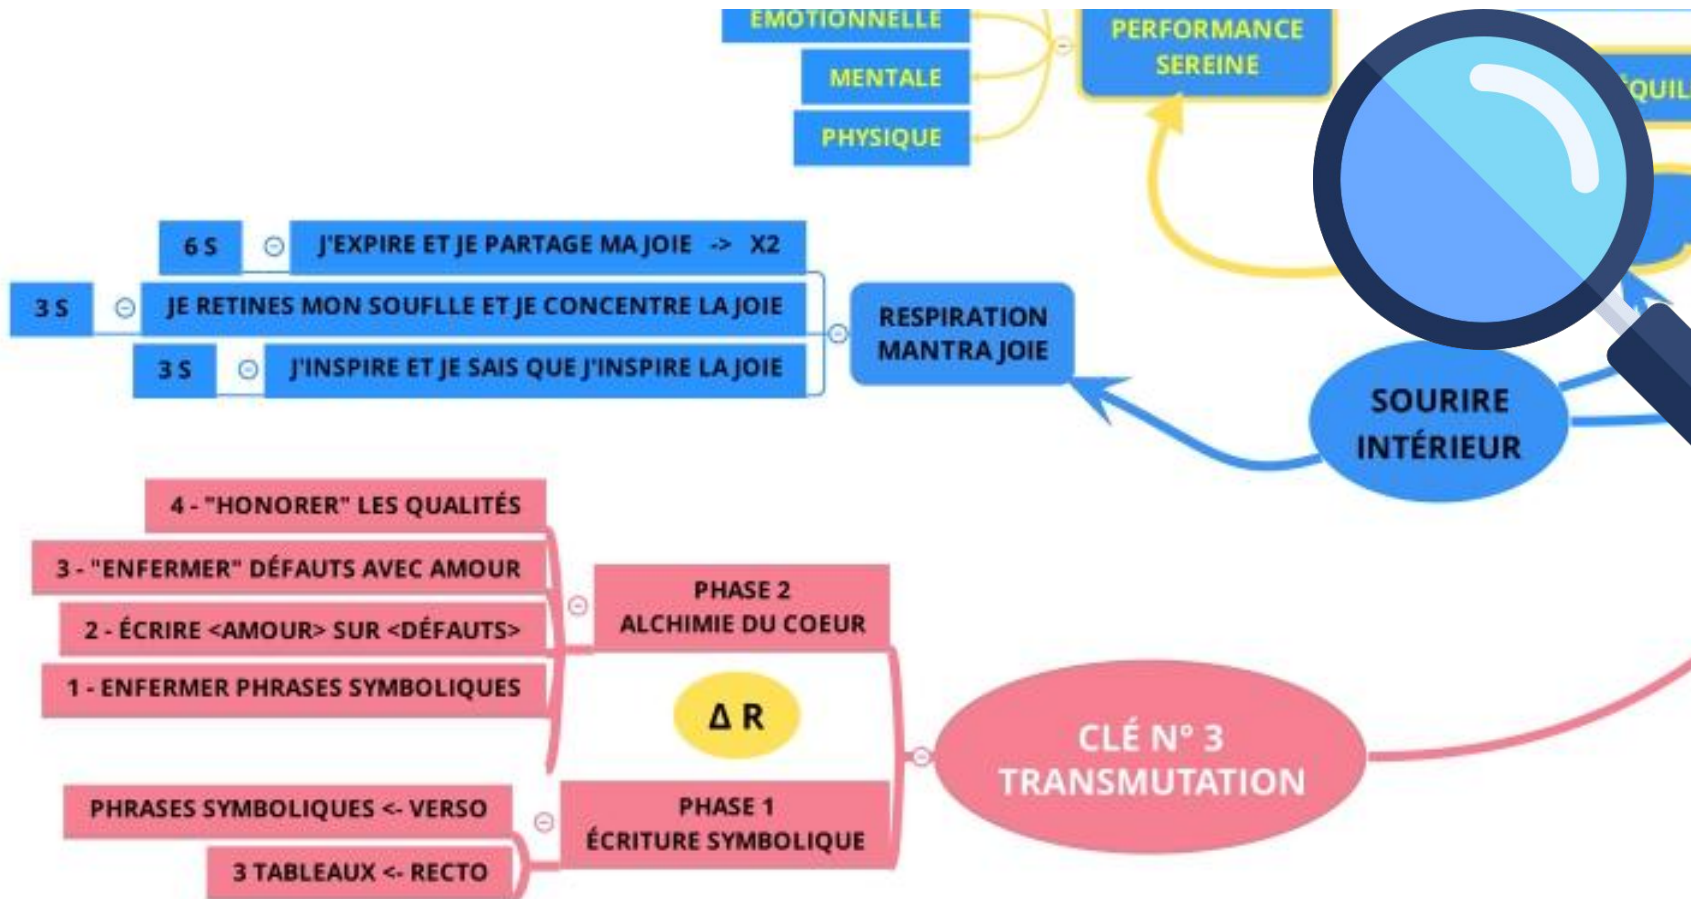 ÉMOTIONNELLE
MENTALE
PHYSIQUE
PERFORMANCE
SEREINE
6 S
J'EXPIRE ET JE PARTAGE MA JOIE -> X2
3 S
JE RETINES MON SOUFLLE ET JE CONCENTRE LA JOIE
3 S
J'INSPIRE ET JE SAIS QUE J'INSPIRE LA JOIE
RESPIRATION
MANTRA JOIE
SOURIRE
INTÉRIEUR
4 - "HONORER" LES QUALITÉS
3 - "ENFERMER" DÉFAUTS AVEC AMOUR
2 - ÉCRIRE <AMOUR> SUR <DÉFAUTS>
1 - ENFERMER PHRASES SYMBOLIQUES
PHASE 2
ALCHIMIE DU COEUR
Δ R
CLÉ N° 3
TRANSMUTATION
PHRASES SYMBOLIQUES <- VERSO
3 TABLEAUX <- RECTO
PHASE 1
ÉCRITURE SYMBOLIQUE